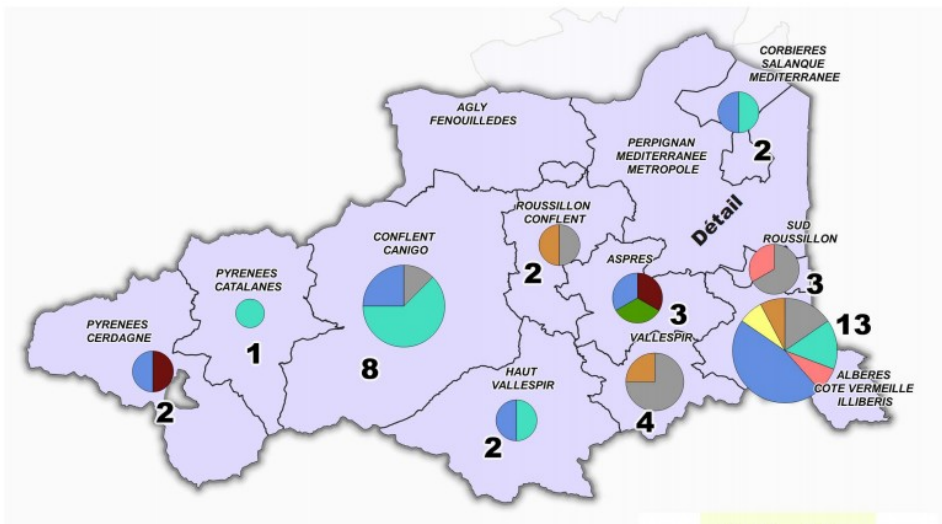 CORBIERES
SALANQUE
MEDITERRANEE
2
AGLY
FENOUILLEDES
PERPIGNAN
MEDITERRANEE
METROPOLE
Détail
ROUSSILLON
CONFLENT
2
SUD
ROUSSILLON
3
CONFLENT
CANIGO
8
ASPRES
3
PYRENEES
CATALANES
1
PYRENEES
CERDAGNE
2
VALLESPIR
4
13
ALBERES
COTE VERMEILLE
ILLIBERIS
HAUT
VALLESPIR
2